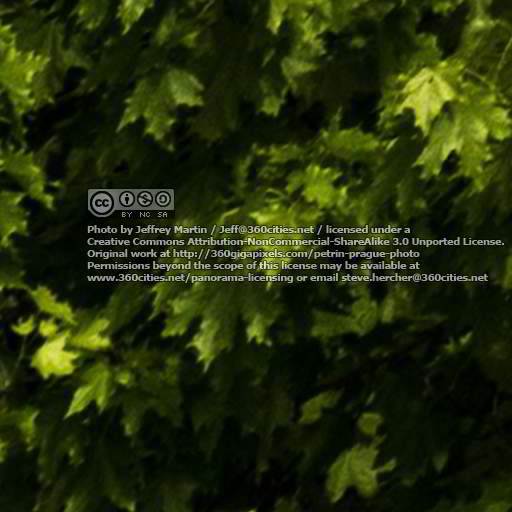 cc
BY NC SA
Photo by Jeffrey Martin / Jeff@360cities.net / licensed under a
Creative Commons Attribution-NonCommercial-ShareAlike 3.0 Unported License.
Original work at http://360gigapixels.com/petrin-prague-photo
Permissions beyond the scope of this license may be available at
www.360cities.net/panorama-licensing or email steve.hercher@360cities.net